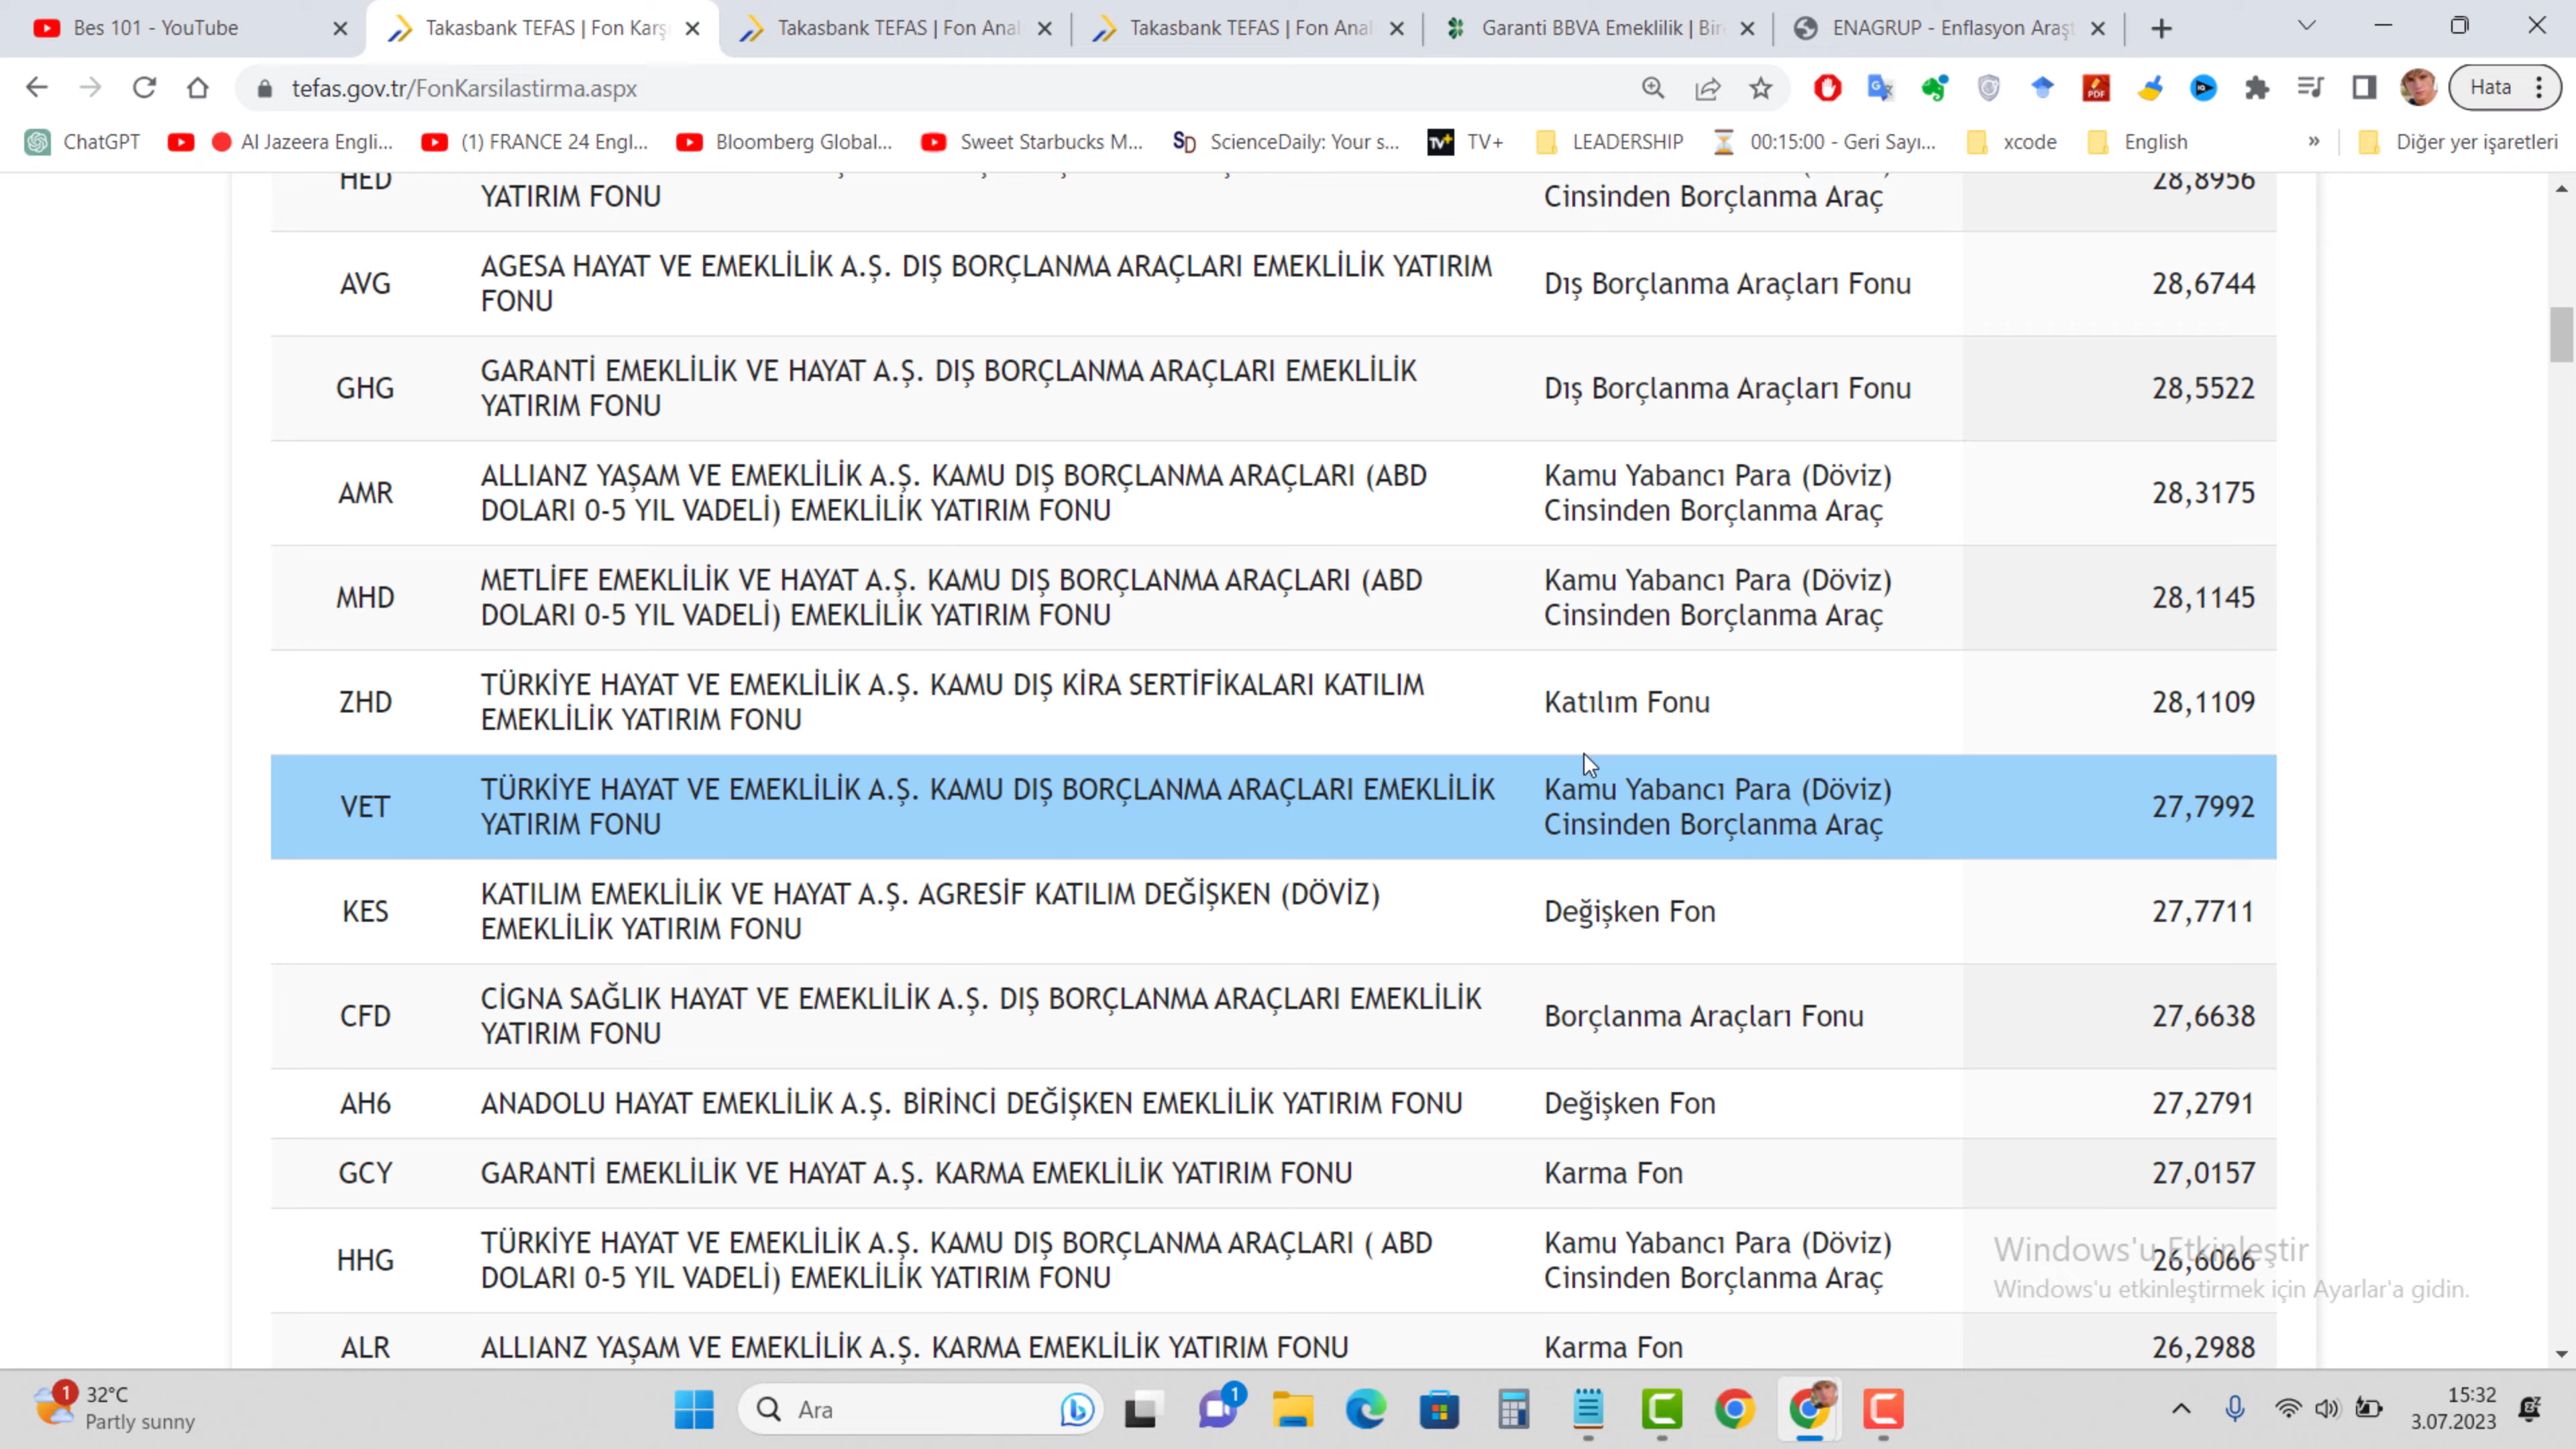 Bes 101 - YouTube
Takasbank TEFAS | Fon Karşı
Takasbank TEFAS | Fon Anal
Takasbank TEFAS | Fon Anal
Garanti BBVA Emeklilik | Bire
ENAGRUP - Enflasyon Araşt
tefas.gov.tr/FonKarsilastirma.aspx
Hata
ChatGPT
Al Jazeera Engli...
(1) FRANCE 24 Engl...
Bloomberg Global...
Sweet Starbucks M...
ScienceDaily: Your s...
TV+
LEADERSHIP
00:15:00 - Geri Sayı...
xcode
English
»
Diğer yer işaretleri
HED
YATIRIM FONU
Cinsinden Borçlanma Araç
28,8956
AVG
AGESA HAYAT VE EMEKLİLİK A.Ş. DIŞ BORÇLANMA ARAÇLARI EMEKLİLİK YATIRIM
FONU
Dış Borçlanma Araçları Fonu
28,6744
GHG
GARANTİ EMEKLİLİK VE HAYAT A.Ş. DIŞ BORÇLANMA ARAÇLARI EMEKLİLİK
YATIRIM FONU
Dış Borçlanma Araçları Fonu
28,5522
AMR
ALLIANZ YAŞAM VE EMEKLİLİK A.Ş. KAMU DIŞ BORÇLANMA ARAÇLARI (ABD
DOLARI 0-5 YIL VADELİ) EMEKLİLİK YATIRIM FONU
Kamu Yabancı Para (Döviz)
Cinsinden Borçlanma Araç
28,3175
MHD
METLİFE EMEKLİLİK VE HAYAT A.Ş. KAMU DIŞ BORÇLANMA ARAÇLARI (ABD
DOLARI 0-5 YIL VADELİ) EMEKLİLİK YATIRIM FONU
Kamu Yabancı Para (Döviz)
Cinsinden Borçlanma Araç
28,1145
ZHD
TÜRKİYE HAYAT VE EMEKLİLİK A.Ş. KAMU DIŞ KİRA SERTİFİKALARI KATILIM
EMEKLİLİK YATIRIM FONU
Katılım Fonu
28,1109
VET
TÜRKİYE HAYAT VE EMEKLİLİK A.Ş. KAMU DIŞ BORÇLANMA ARAÇLARI EMEKLİLİK
YATIRIM FONU
Kamu Yabancı Para (Döviz)
Cinsinden Borçlanma Araç
27,7992
KES
KATILIM EMEKLİLİK VE HAYAT A.Ş. AGRESİF KATILIM DEĞİŞKEN (DÖVİZ)
EMEKLİLİK YATIRIM FONU
Değişken Fon
27,7711
CFD
CİGNA SAĞLIK HAYAT VE EMEKLİLİK A.Ş. DIŞ BORÇLANMA ARAÇLARI EMEKLİLİK
YATIRIM FONU
Borçlanma Araçları Fonu
27,6638
AH6
ANADOLU HAYAT EMEKLİLİK A.Ş. BİRİNCİ DEĞİŞKEN EMEKLİLİK YATIRIM FONU
Değişken Fon
27,2791
GCY
GARANTİ EMEKLİLİK VE HAYAT A.Ş. KARMA EMEKLİLİK YATIRIM FONU
Karma Fon
27,0157
HHG
TÜRKİYE HAYAT VE EMEKLİLİK A.Ş. KAMU DIŞ BORÇLANMA ARAÇLARI ( ABD
DOLARI 0-5 YIL VADELİ) EMEKLİLİK YATIRIM FONU
Kamu Yabancı Para (Döviz)
Cinsinden Borçlanma Araç
26,6066
Windows'u Etkinleştir
Windows'u etkinleştirmek için Ayarlar'a gidin.
ALR
ALLIANZ YAŞAM VE EMEKLİLİK A.Ş. KARMA EMEKLİLİK YATIRIM FONU
Karma Fon
26,2988
1
32°C
Partly sunny
Ara
1
15:32
3.07.2023